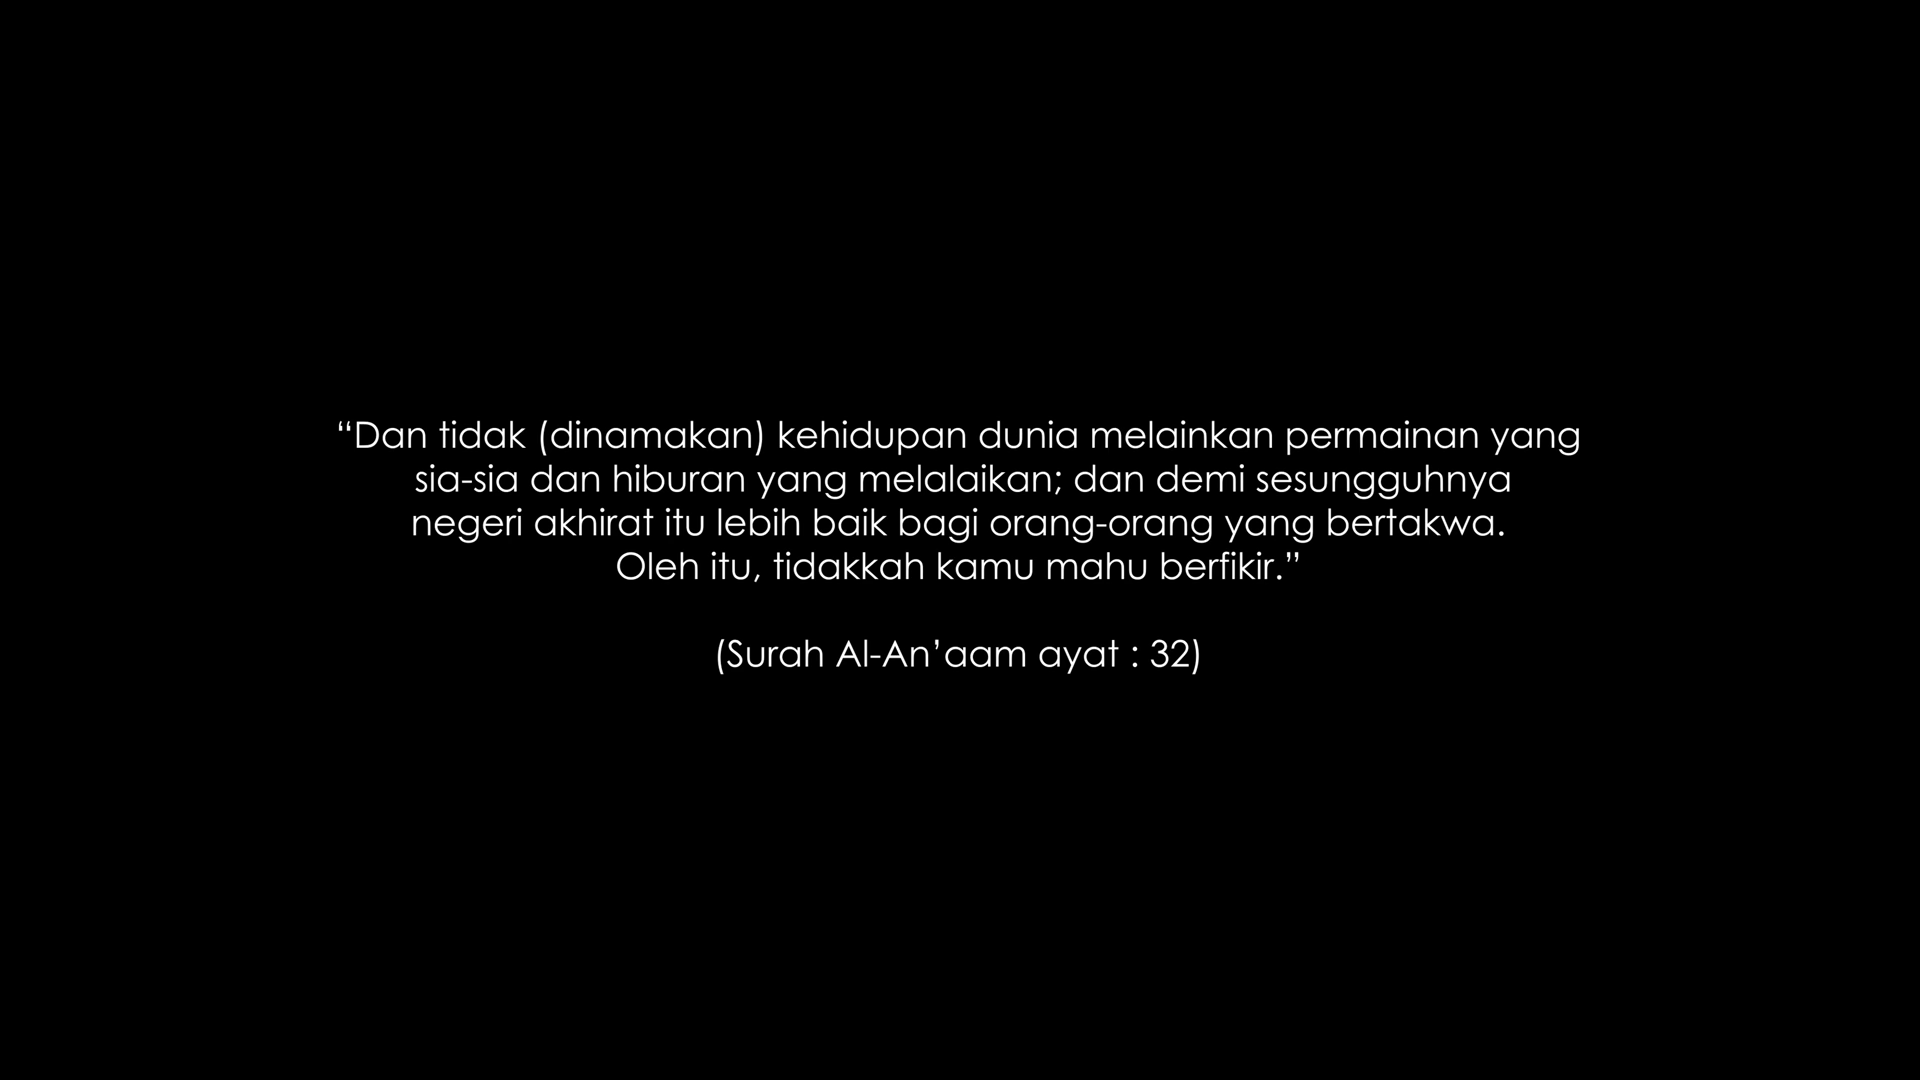 “Dan tidak (dinamakan) kehidupan dunia melainkan permainan yang
sia-sia dan hiburan yang melalaikan; dan demi sesungguhnya
negeri akhirat itu lebih baik bagi orang-orang yang bertakwa.
Oleh itu, tidakkah kamu mahu berfikir.”
(Surah Al-An’aam ayat : 32)